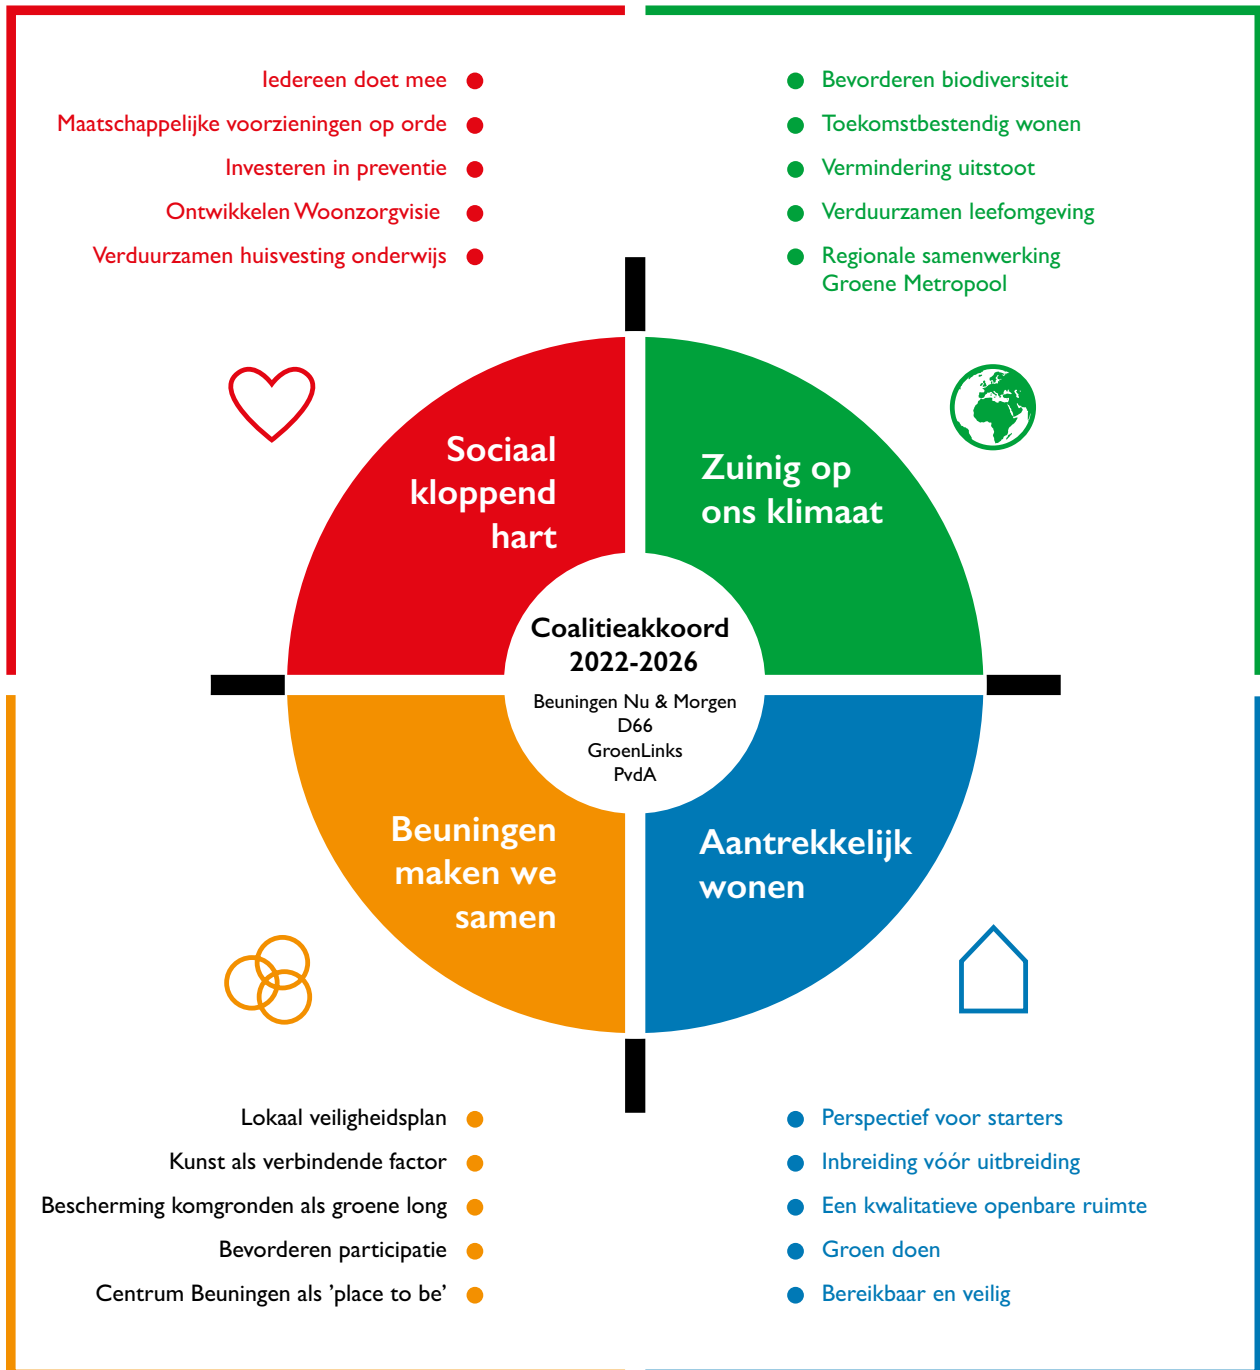 Iedereen doet mee
Maatschappelijke voorzieningen op orde
Investeren in preventie
Ontwikkelen Woonzorgvisie
Verduurzamen huisvesting onderwijs
Bevorderen biodiversiteit
Toekomstbestendig wonen
Vermindering uitstoot
Verduurzamen leefomgeving
Regionale samenwerking
Groene Metropool
Sociaal
kloppend
hart
Zuinig op
ons klimaat
Coalitieakkoord
2022-2026
Beuningen Nu & Morgen
D66
GroenLinks
PvdA
Beuningen
maken we
samen
Aantrekkelijk
wonen
Lokaal veiligheidsplan
Kunst als verbindende factor
Bescherming komgronden als groene long
Bevorderen participatie
Centrum Beuningen als ’place to be’
Perspectief voor starters
Inbreiding vóór uitbreiding
Een kwalitatieve openbare ruimte
Groen doen
Bereikbaar en veilig